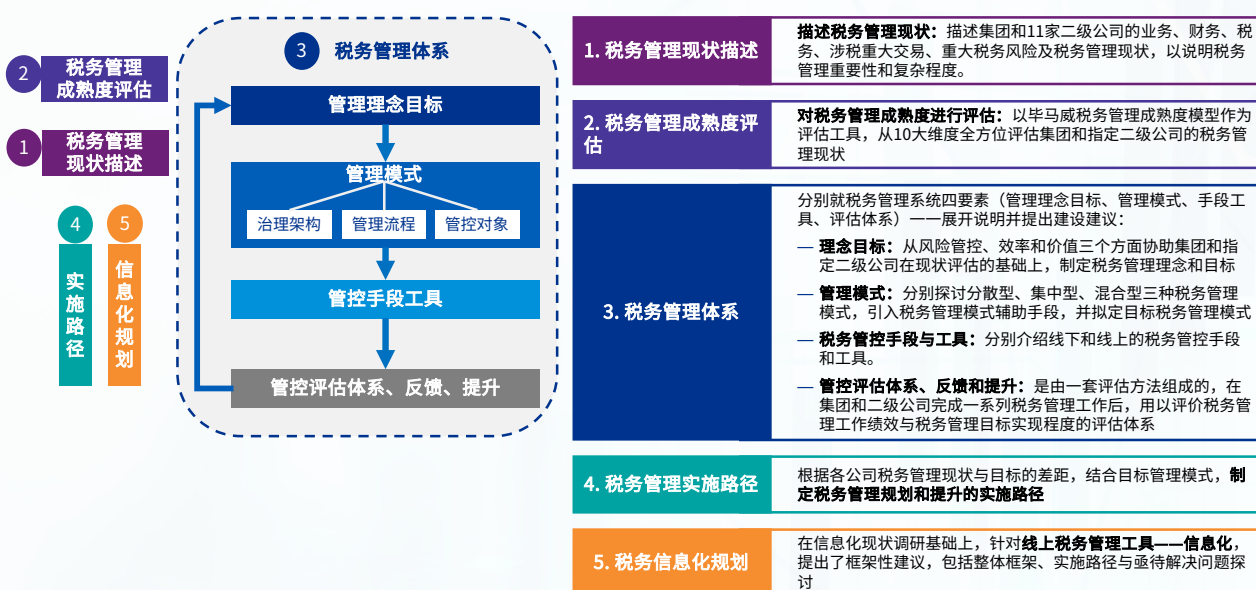 2
税务管理
成熟度评估
1
税务管理
现状描述
4
实
施
路
径
5
信
息
化
规
划
3
税务管理体系
管理理念目标
管理模式
治理架构
管理流程
管控对象
管控手段工具
管控评估体系、反馈、提升
1. 税务管理现状描述
描述税务管理现状：描述集团和11家二级公司的业务、财务、税
务、涉税重大交易、重大税务风险及税务管理现状，以说明税务
管理重要性和复杂程度。
2. 税务管理成熟度评
估
对税务管理成熟度进行评估：以毕马威税务管理成熟度模型作为
评估工具，从10大维度全方位评估集团和指定二级公司的税务管
理现状
3. 税务管理体系
分别就税务管理系统四要素（管理理念目标、管理模式、手段工
具、评估体系）一一展开说明并提出建设建议：
— 理念目标：从风险管控、效率和价值三个方面协助集团和指
定二级公司在现状评估的基础上，制定税务管理理念和目标
— 管理模式：分别探讨分散型、集中型、混合型三种税务管理
模式，引入税务管理模式辅助手段，并拟定目标税务管理模式
— 税务管控手段与工具：分别介绍线下和线上的税务管控手段
和工具。
— 管控评估体系、反馈和提升：是由一套评估方法组成的，在
集团和二级公司完成一系列税务管理工作后，用以评价税务管
理工作绩效与税务管理目标实现程度的评估体系
4. 税务管理实施路径
根据各公司税务管理现状与目标的差距，结合目标管理模式，制
定税务管理规划和提升的实施路径
5. 税务信息化规划
在信息化现状调研基础上，针对线上税务管理工具——信息化，
提出了框架性建议，包括整体框架、实施路径与亟待解决问题探
讨